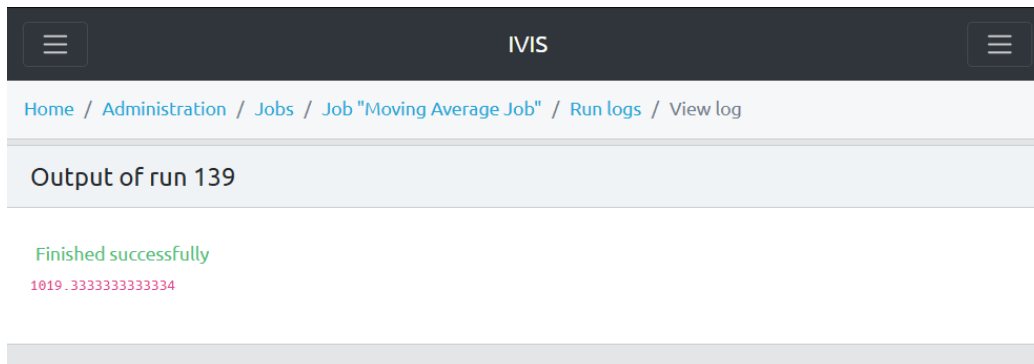 IVIS
Home / Administration / Jobs / Job "Moving Average Job" / Run logs / View log
Output of run 139
Finished successfully
1019.3333333333334